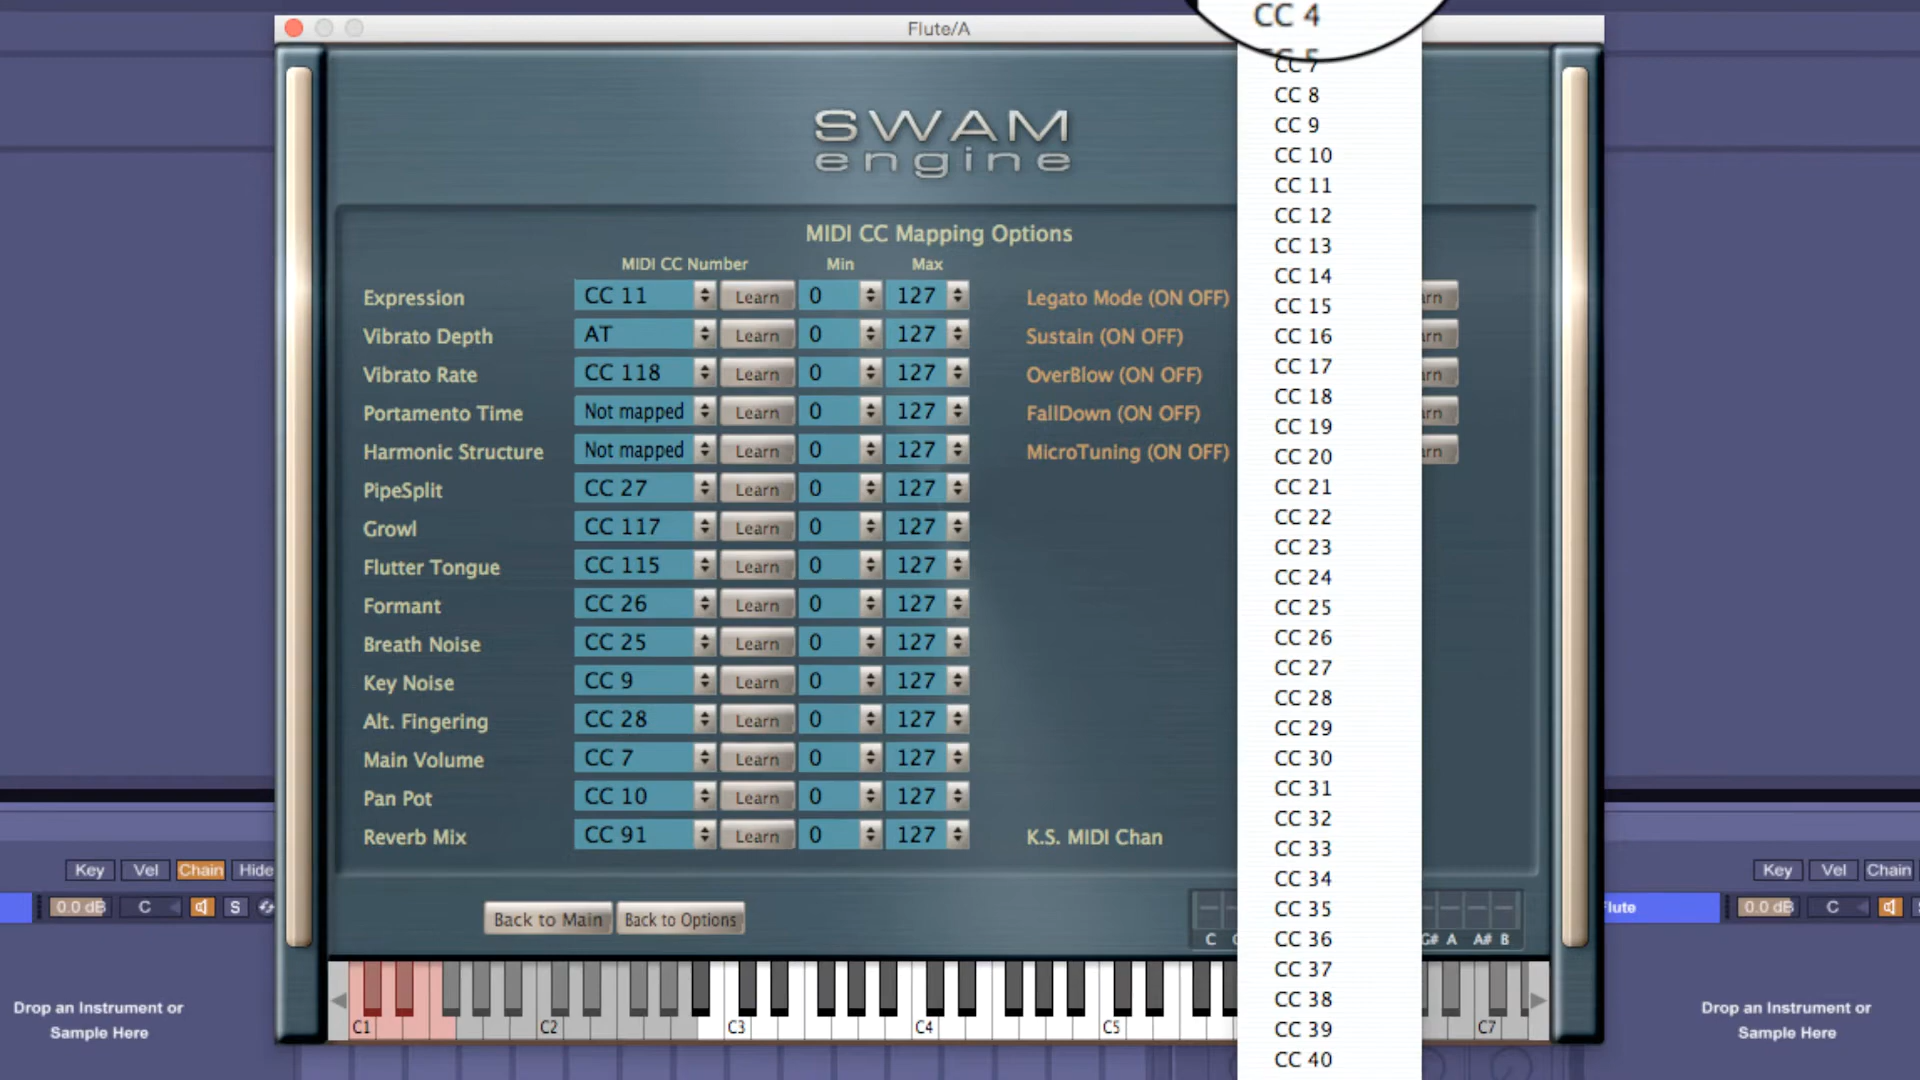 CC 4
Flute/A
CC 7
CC 8
CC 9
CC 10
CC 11
CC 12
CC 13
CC 14
CC 15
CC 16
CC 17
CC 18
CC 19
CC 20
CC 21
CC 22
CC 23
CC 24
CC 25
CC 26
CC 27
CC 28
CC 29
CC 30
CC 31
CC 32
CC 33
CC 34
CC 35
CC 36
CC 37
CC 38
CC 39
CC 40
SWAM
engine
MIDI CC Mapping Options
MIDI CC Number Min Max
Expression CC 11 Learn 0 127 Legato Mode (ON OFF)
Vibrato Depth AT Learn 0 127 Sustain (ON OFF)
Vibrato Rate CC 118 Learn 0 127 OverBlow (ON OFF)
Portamento Time Not mapped Learn 0 127 FallDown (ON OFF)
Harmonic Structure Not mapped Learn 0 127 MicroTuning (ON OFF)
PipeSplit CC 27 Learn 0 127
Growl CC 117 Learn 0 127
Flutter Tongue CC 115 Learn 0 127
Formant CC 26 Learn 0 127
Breath Noise CC 25 Learn 0 127
Key Noise CC 9 Learn 0 127
Alt. Fingering CC 28 Learn 0 127
Main Volume CC 7 Learn 0 127
Pan Pot CC 10 Learn 0 127
Reverb Mix CC 91 Learn 0 127 K.S. MIDI Chan
Back to Main Back to Options
C G# A A# B
C1 C2 C3 C4 C5 C7
Key Vel Chain Hide
0.0 dB C S
Drop an Instrument or
Sample Here
Key Vel Chain
lute 0.0 dB C
Drop an Instrument or
Sample Here